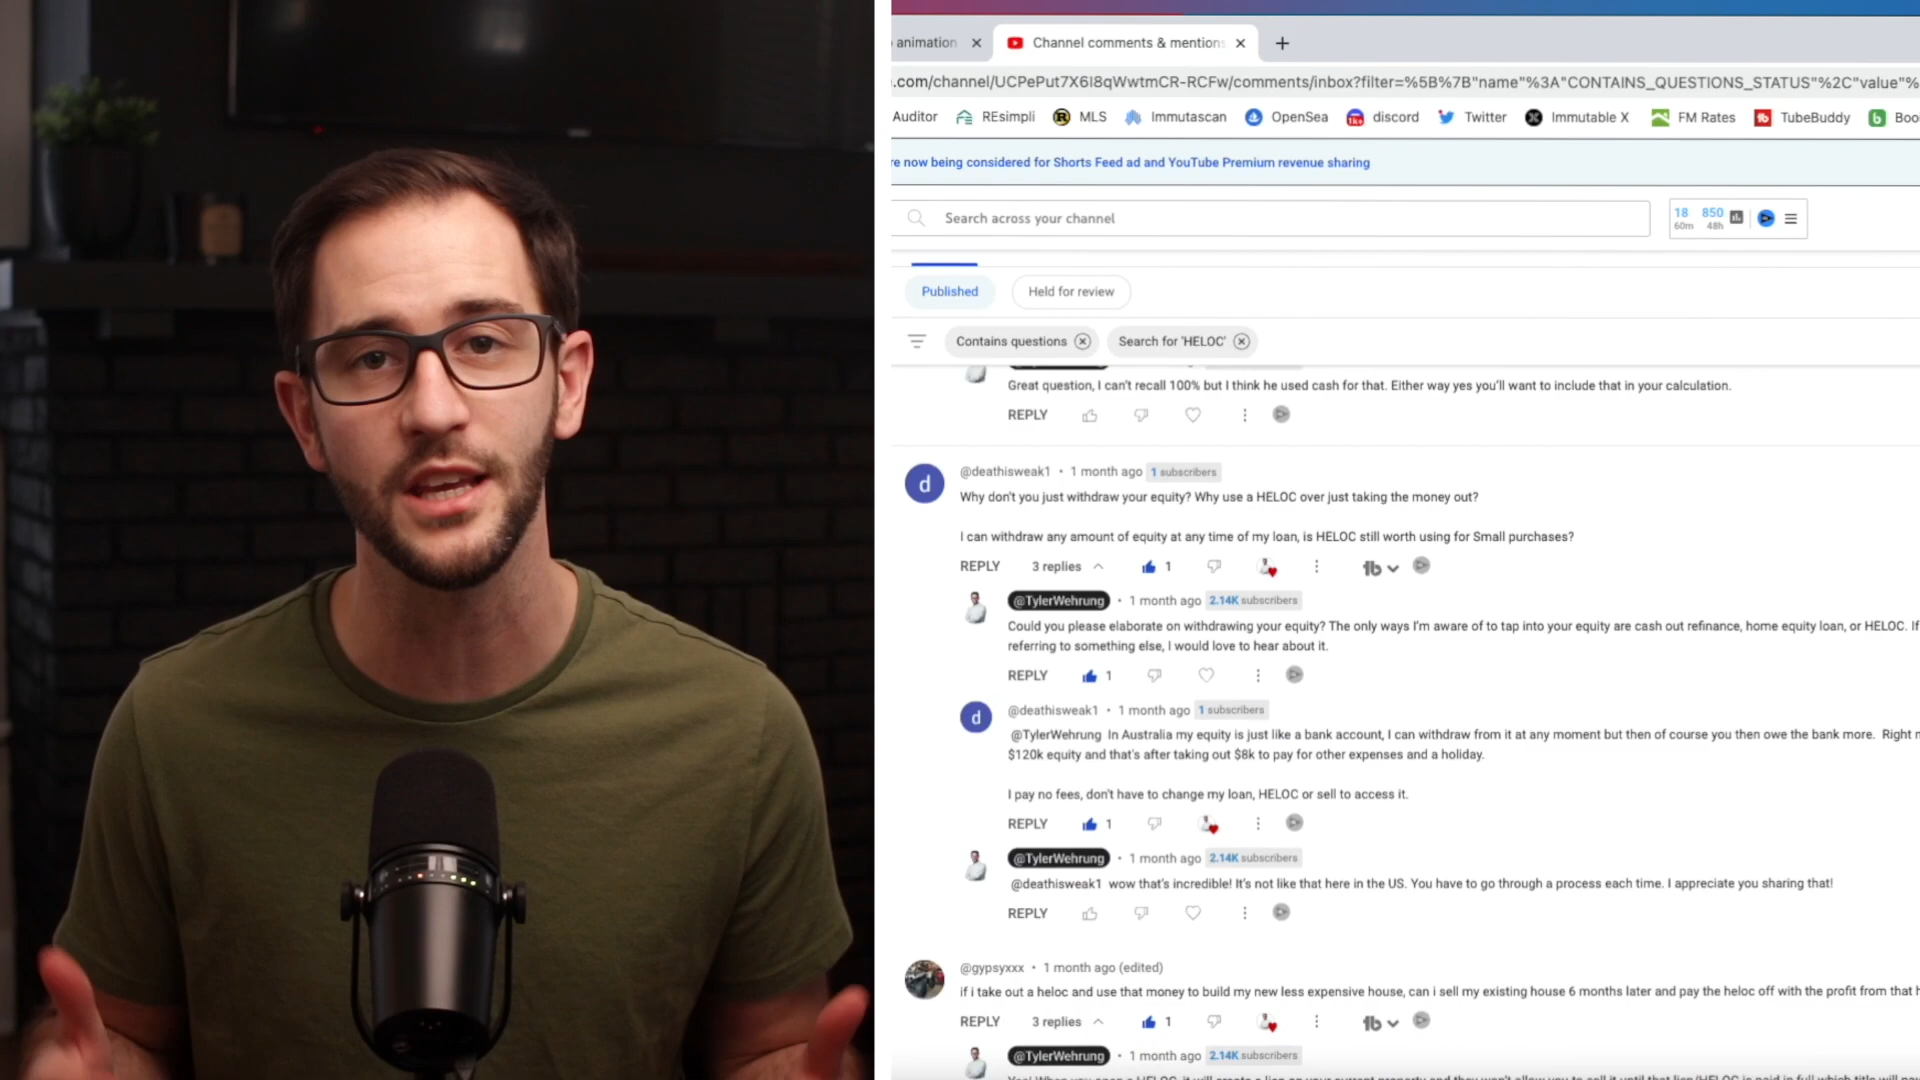 animation
Channel comments & mentions
.com/channel/UCPePut7X6I8qWwtmCR-RCFw/comments/inbox?filter=%5B%7B"name"%3A"CONTAINS_QUESTIONS_STATUS"%2C"value"%
Auditor REsimpli MLS Immutascan OpenSea discord Twitter Immutable X FM Rates TubeBuddy Boo
re now being considered for Shorts Feed ad and YouTube Premium revenue sharing
Search across your channel
18 850
60m 48h
Published Held for review
Contains questions Search for 'HELOC'
Great question, I can't recall 100% but I think he used cash for that. Either way yes you'll want to include that in your calculation.
REPLY
d
@deathisweak1 • 1 month ago 1 subscribers
Why don't you just withdraw your equity? Why use a HELOC over just taking the money out?
I can withdraw any amount of equity at any time of my loan, is HELOC still worth using for Small purchases?
REPLY 3 replies 1 tb
@TylerWehrung • 1 month ago 2.14K subscribers
Could you please elaborate on withdrawing your equity? The only ways I'm aware of to tap into your equity are cash out refinance, home equity loan, or HELOC. If
referring to something else, I would love to hear about it.
REPLY 1
d
@deathisweak1 • 1 month ago 1 subscribers
@TylerWehrung In Australia my equity is just like a bank account, I can withdraw from it at any moment but then of course you then owe the bank more. Right
$120k equity and that's after taking out $8k to pay for other expenses and a holiday.
I pay no fees, don't have to change my loan, HELOC or sell to access it.
REPLY 1
@TylerWehrung • 1 month ago 2.14K subscribers
@deathisweak1 wow that's incredible! It's not like that here in the US. You have to go through a process each time. I appreciate you sharing that!
REPLY
@gypsyxxx • 1 month ago (edited)
if i take out a heloc and use that money to build my new less expensive house, can i sell my existing house 6 months later and pay the heloc off with the profit from that
REPLY 3 replies 1 tb
@TylerWehrung • 1 month ago 2.14K subscribers